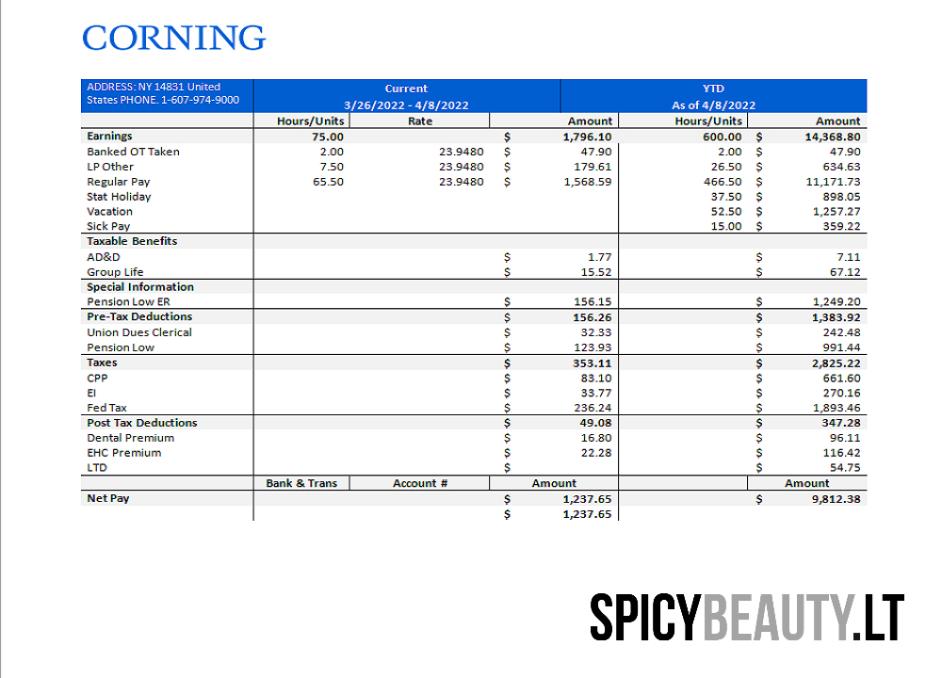 CORNING
ADDRESS: NY 14831 United
States PHONE. 1-607-974-9000
Current YTD
3/26/2022 - 4/8/2022 As of 4/8/2022
Hours/Units Rate Amount Hours/Units Amount
Earnings 75.00 $ 1,796.10 600.00 $ 14,368.80
Banked OT Taken 2.00 23.9480 $ 47.90 2.00 $ 47.90
LP Other 7.50 23.9480 $ 179.61 26.50 $ 634.63
Regular Pay 65.50 23.9480 $ 1,568.59 466.50 $ 11,171.73
Stat Holiday 37.50 $ 898.05
Vacation 52.50 $ 1,257.27
Sick Pay 15.00 $ 359.22
Taxable Benefits
AD&D $ 1.77 $ 7.11
Group Life $ 15.52 $ 67.12
Special Information
Pension Low ER $ 156.15 $ 1,249.20
Pre-Tax Deductions $ 156.26 $ 1,383.92
Union Dues Clerical $ 32.33 $ 242.48
Pension Low $ 123.93 $ 991.44
Taxes $ 353.11 $ 2,825.22
CPP $ 83.10 $ 661.60
EI $ 33.77 $ 270.16
Fed Tax $ 236.24 $ 1,893.46
Post Tax Deductions $ 49.08 $ 347.28
Dental Premium $ 16.80 $ 96.11
EHC Premium $ 22.28 $ 116.42
LTD $ $ 54.75
Bank & Trans Account # Amount Amount
Net Pay $ 1,237.65 $ 9,812.38
$ 1,237.65
SPICYBEAUTY.LT